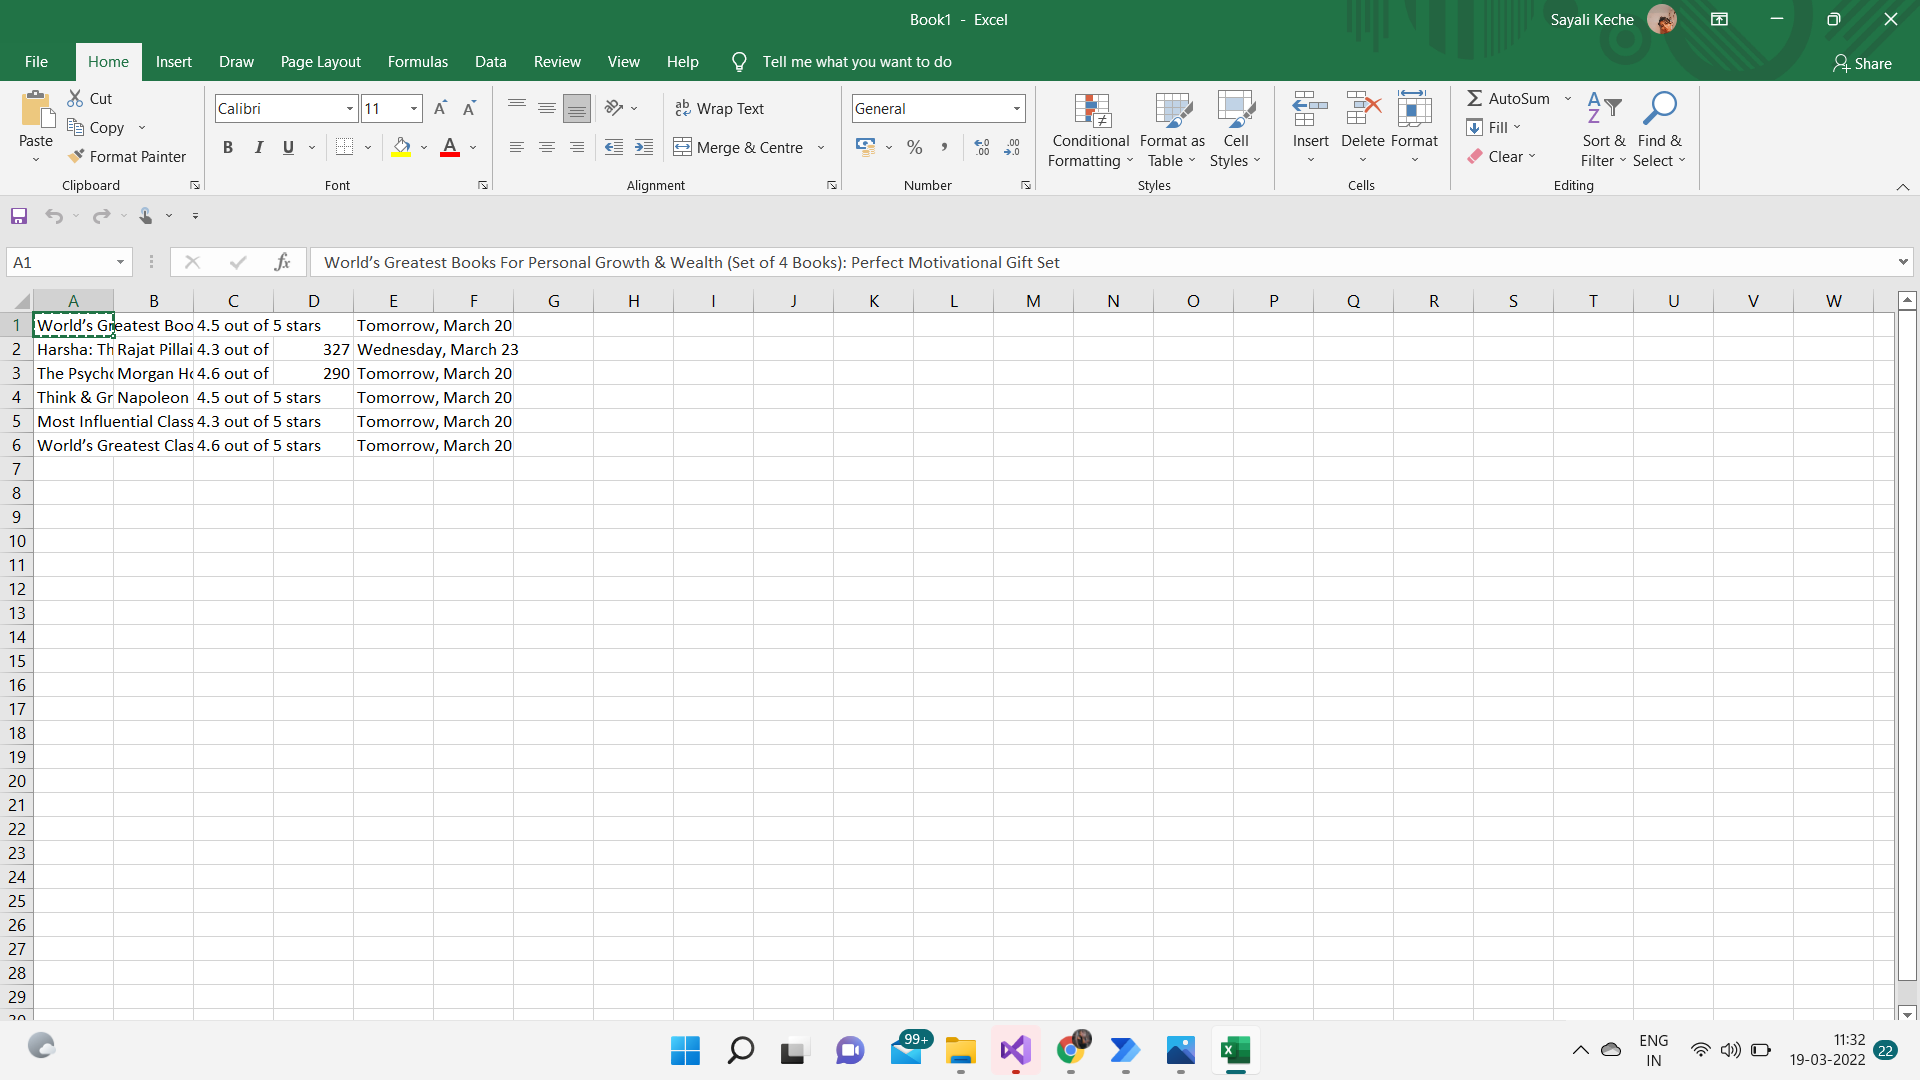 Book1 - Excel
Sayali Keche
File Home Insert Draw Page Layout Formulas Data Review View Help Tell me what you want to do
Share
Paste
Cut
Copy
Format Painter
Clipboard
Calibri 11
B I U
Font
Wrap Text
Merge & Centre
Alignment
General
Number
Conditional Formatting
Format as Table
Cell Styles
Styles
Insert Delete Format
Cells
AutoSum
Fill
Clear
Sort & Filter
Find & Select
Editing
A1 fx World’s Greatest Books For Personal Growth & Wealth (Set of 4 Books): Perfect Motivational Gift Set
A B C D E F G H I J K L M N O P Q R S T U V W
1 World’s Greatest Boo 4.5 out of 5 stars Tomorrow, March 20
2 Harsha: Th Rajat Pillai 4.3 out of 327 Wednesday, March 23
3 The Psycho Morgan Ho 4.6 out of 290 Tomorrow, March 20
4 Think & Gr Napoleon 4.5 out of 5 stars Tomorrow, March 20
5 Most Influential Class 4.3 out of 5 stars Tomorrow, March 20
6 World’s Greatest Clas 4.6 out of 5 stars Tomorrow, March 20
7
8
9
10
11
12
13
14
15
16
17
18
19
20
21
22
23
24
25
26
27
28
29
30
99+
ENG
IN
11:32
19-03-2022
22